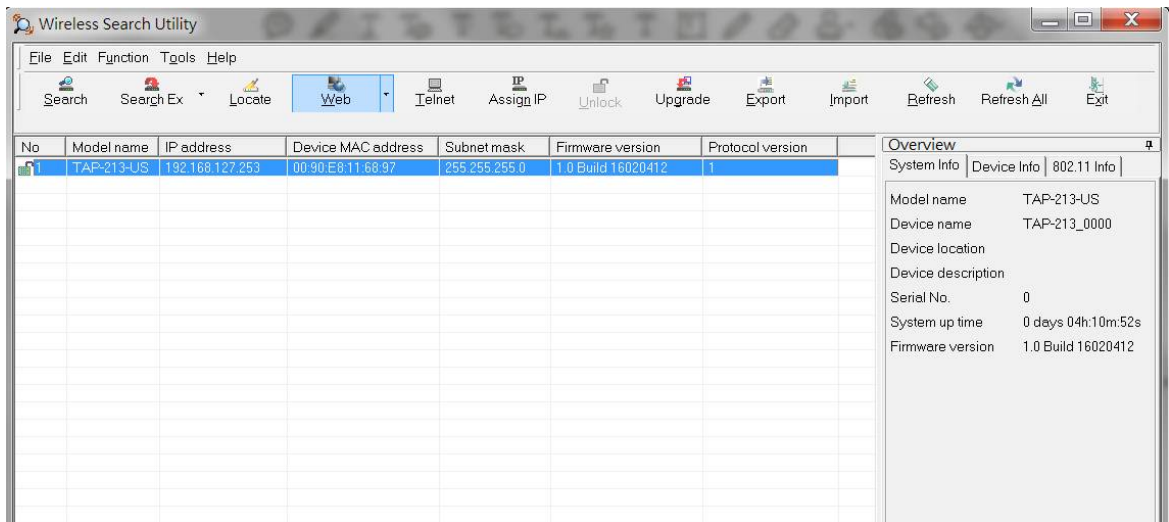 Wireless Search Utility
File Edit Function Tools Help
Search Search Ex Locate Web Telnet Assign IP Unlock Upgrade Export Import Refresh Refresh All Exit
No Model name IP address Device MAC address Subnet mask Firmware version Protocol version
1 TAP-213-US 192.168.127.253 00:90:E8:11:68:97 255.255.255.0 1.0 Build 16020412 1
Overview
System Info Device Info 802.11 Info
Model name TAP-213-US
Device name TAP-213_0000
Device location
Device description
Serial No. 0
System up time 0 days 04h:10m:52s
Firmware version 1.0 Build 16020412